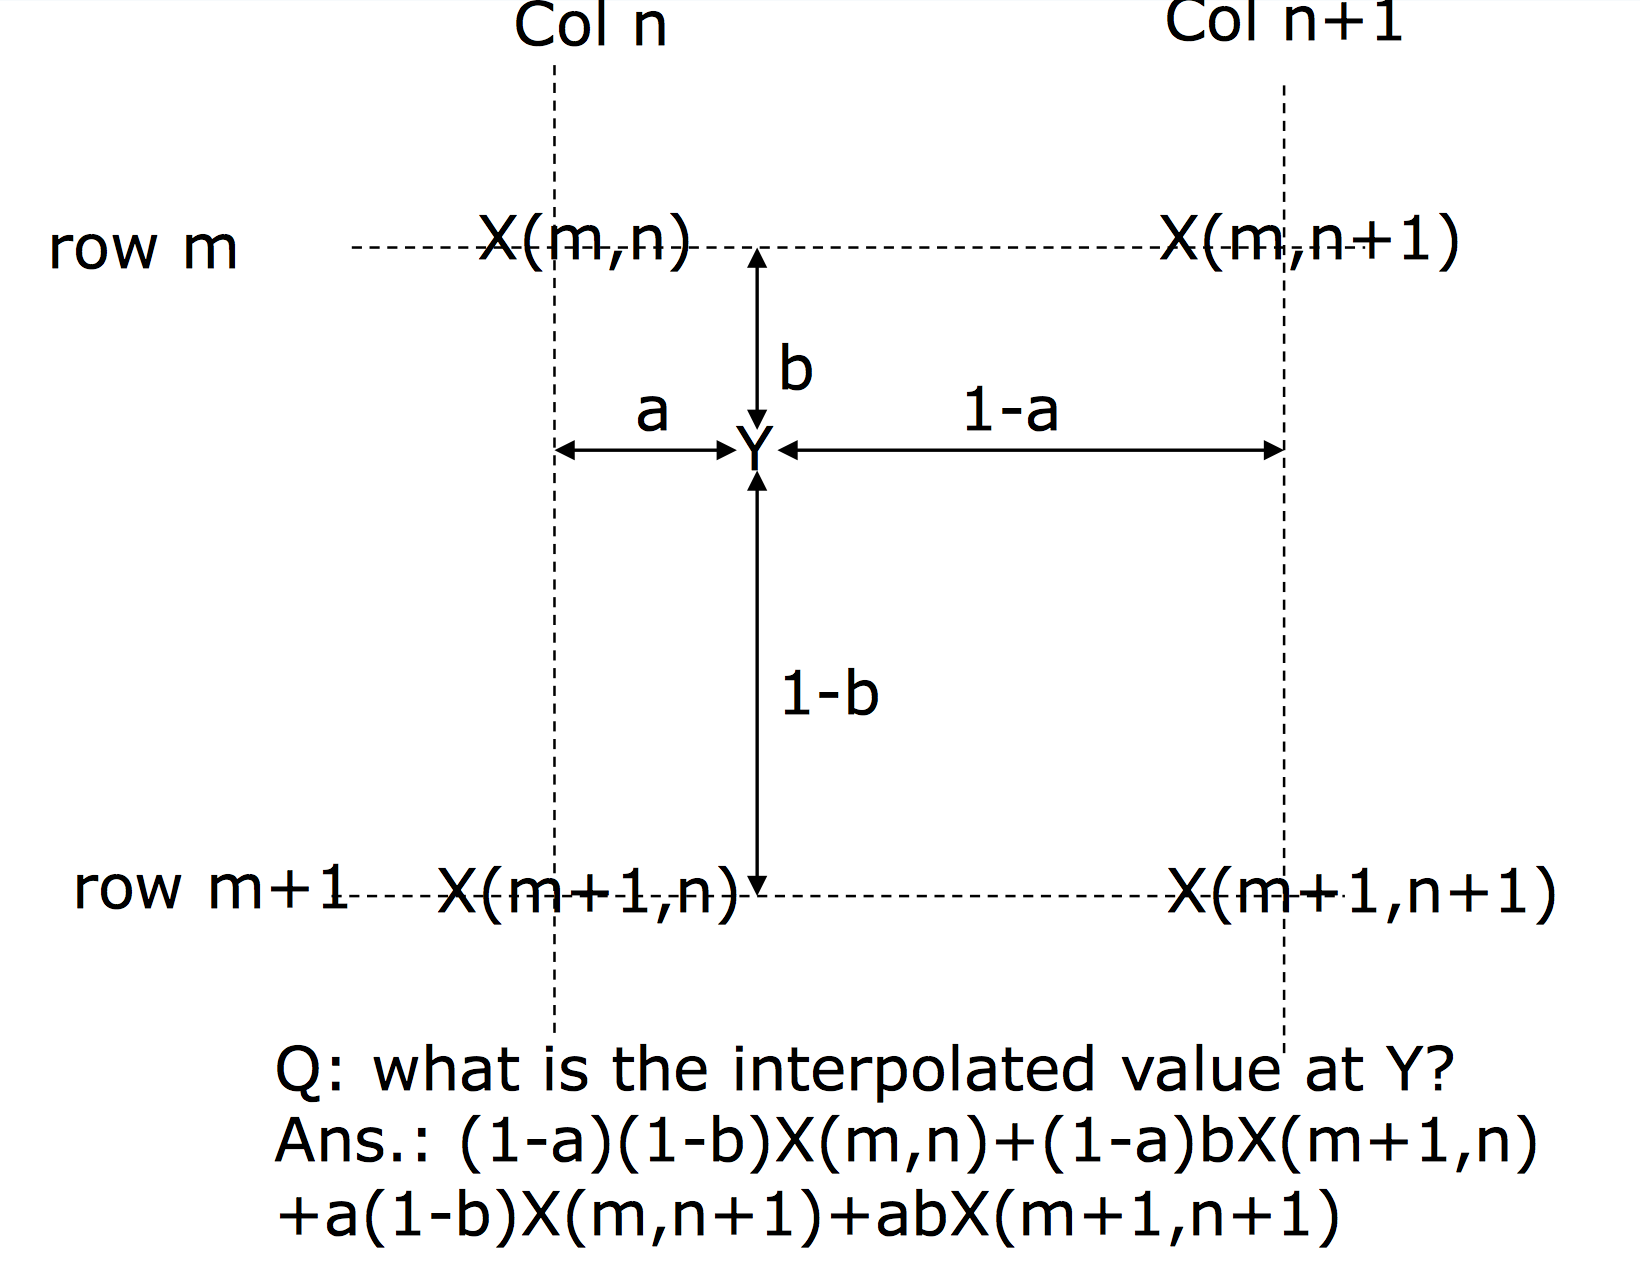 Col n
Col n+1
row m
X(m,n)
X(m,n+1)
b
a
1-a
Y
1-b
row m+1
X(m+1,n)
X(m+1,n+1)
Q: what is the interpolated value at Y?
Ans.: (1-a)(1-b)X(m,n)+(1-a)bX(m+1,n)
+a(1-b)X(m,n+1)+abX(m+1,n+1)